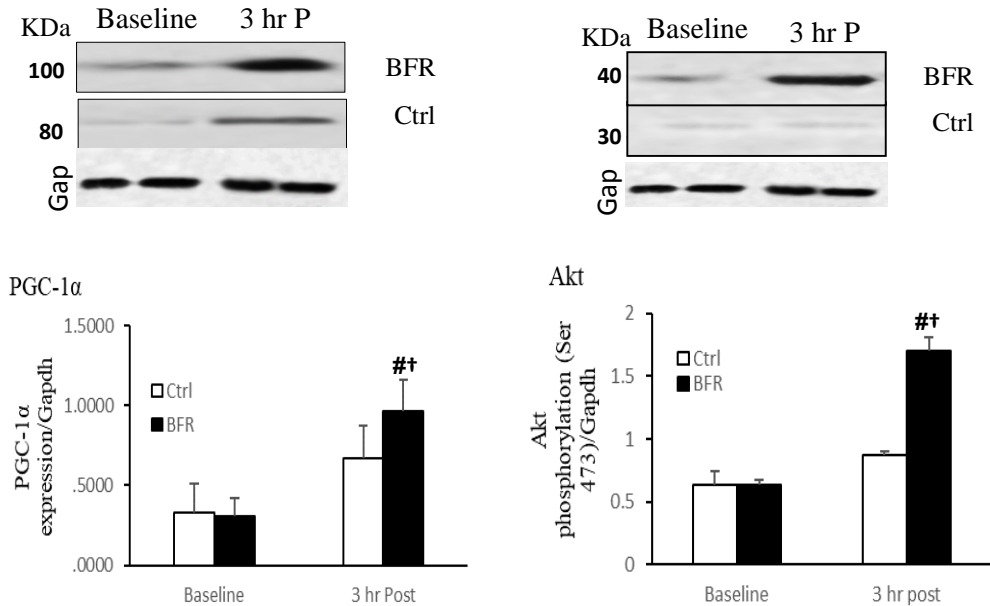 Baseline 3 hr P
KDa
100
BFR
80
Ctrl
Gap
Baseline 3 hr P
KDa
40
BFR
30
Ctrl
Gap
PGC-1α
PGC-1α
expression/Gapdh
1.5000
1.0000
.5000
.0000
Ctrl
BFR
#†
Baseline 3 hr Post
Akt
Akt
phosphorylation (Ser
473)/Gapdh
2
1.5
1
0.5
0
Ctrl
BFR
#†
Baseline 3 hr post